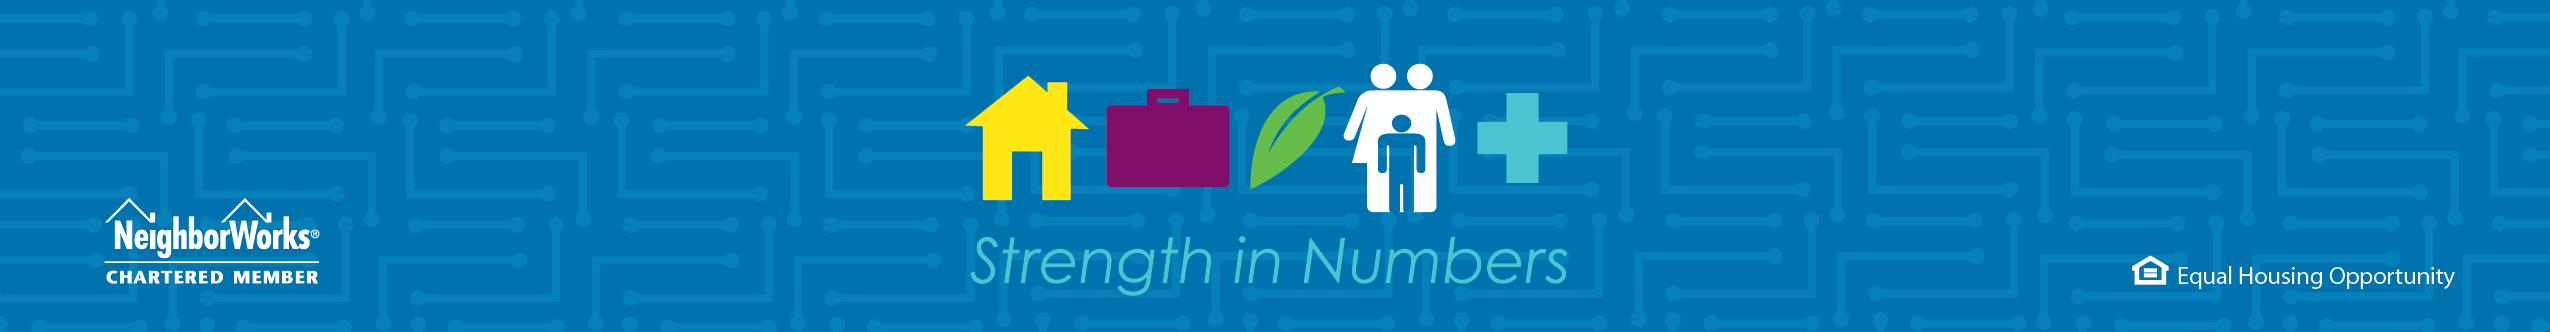 NeighborWorks®
CHARTERED MEMBER
Strength in Numbers
Equal Housing Opportunity